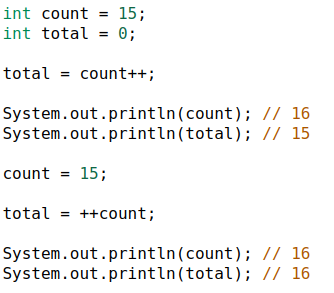 int count = 15;
int total = 0;
total = count++;
System.out.println(count); // 16
System.out.println(total); // 15
count = 15;
total = ++count;
System.out.println(count); // 16
System.out.println(total); // 16